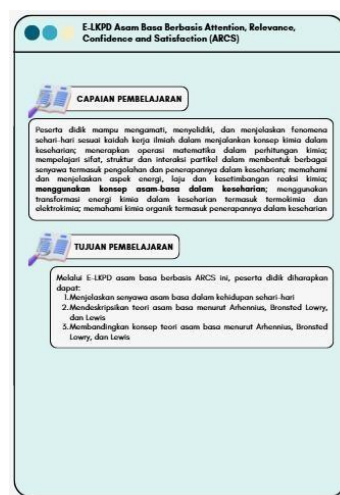 E-LKPD Asam Basa Berbasis Attention, Relevance,
Confidence and Satisfaction (ARCS)
CAPAIAN PEMBELAJARAN
Peserta didik mampu mengamati, menyelidiki, dan menjelaskan fenomena
sehari-hari sesuai kaidah kerja ilmiah dalam menjalankan konsep kimia dalam
keseharian; menerapkan operasi matematika dalam perhitungan kimia;
mempelajari sifat, struktur dan interaksi partikel dalam membentuk berbagai
senyawa termasuk pengolahan dan penerapannya dalam keseharian; memahami
dan menjelaskan aspek energi, laju dan kesetimbangan reaksi kimia;
menggunakan konsep asam-basa dalam keseharian; menggunakan
transformasi energi kimia dalam keseharian termasuk termokimia dan
elektrokimia; memahami kimia organik termasuk penerapannya dalam keseharian
TUJUAN PEMBELAJARAN
Melalui E-LKPD asam basa berbasis ARCS ini, peserta didik diharapkan
dapat:
1.Menjelaskan senyawa asam basa dalam kehidupan sehari-hari
2.Mendeskripsikan teori asam basa menurut Arhennius, Bronsted Lowry,
dan Lewis
3.Membandingkan konsep teori asam basa menurut Arhennius, Bronsted
Lowry, dan Lewis